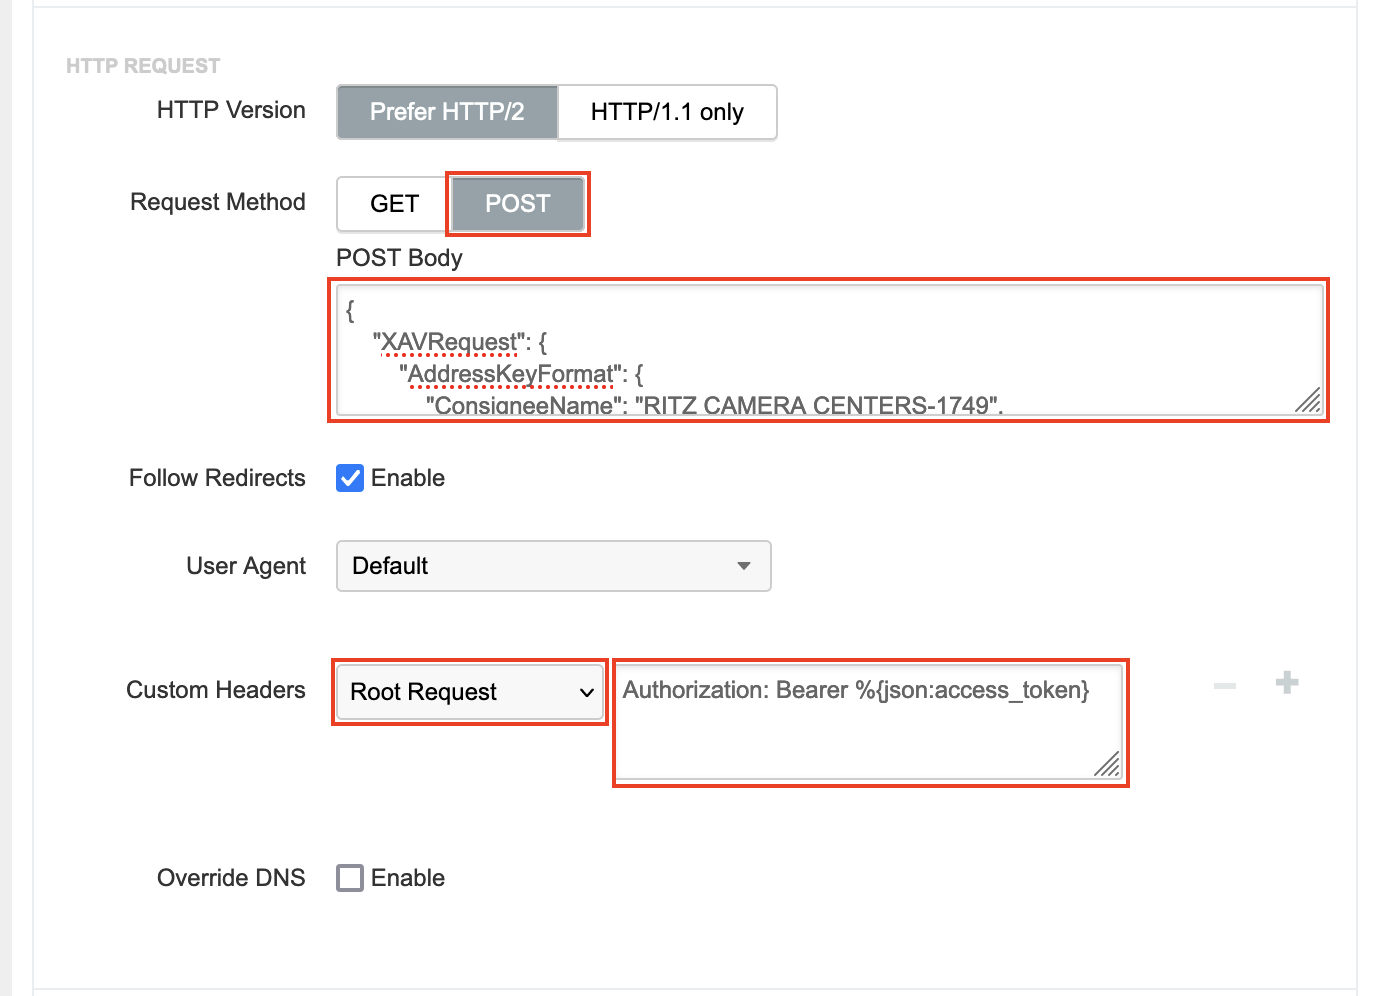 HTTP REQUEST
HTTP Version Prefer HTTP/2 HTTP/1.1 only
Request Method GET POST
POST Body
{
"XAVRequest": {
"AddressKeyFormat": {
"ConsigneeName": "RITZ CAMERA CENTERS-1749",
Follow Redirects Enable
User Agent Default
Custom Headers Root Request Authorization: Bearer %{json:access_token}
Override DNS Enable